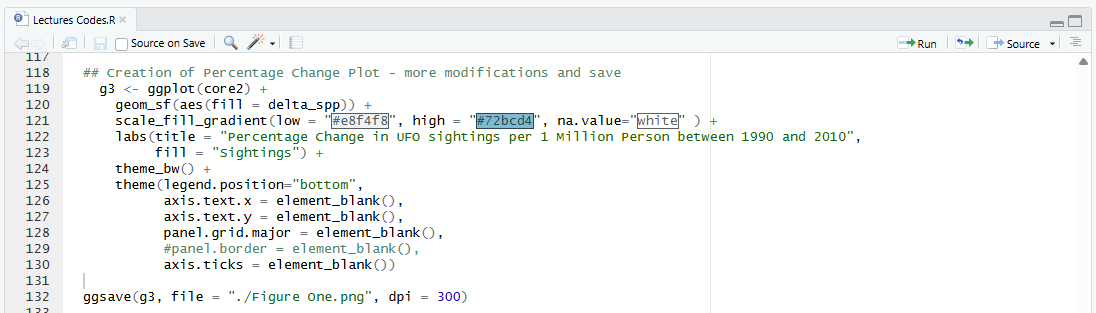 Lectures Codes.R
Source on Save Run Source
117
118 ## Creation of Percentage Change Plot - more modifications and save
119 g3 <- ggplot(core2) +
120 geom_sf(aes(fill = delta_spp)) +
121 scale_fill_gradient(low = "#e8f4f8", high = "#72bcd4", na.value="white" ) +
122 labs(title = "Percentage Change in UFO sightings per 1 Million Person between 1990 and 2010",
123 fill = "Sightings") +
124 theme_bw() +
125 theme(legend.position="bottom",
126 axis.text.x = element_blank(),
127 axis.text.y = element_blank(),
128 panel.grid.major = element_blank(),
129 #panel.border = element_blank(),
130 axis.ticks = element_blank())
131
132 ggsave(g3, file = "./Figure One.png", dpi = 300)
133